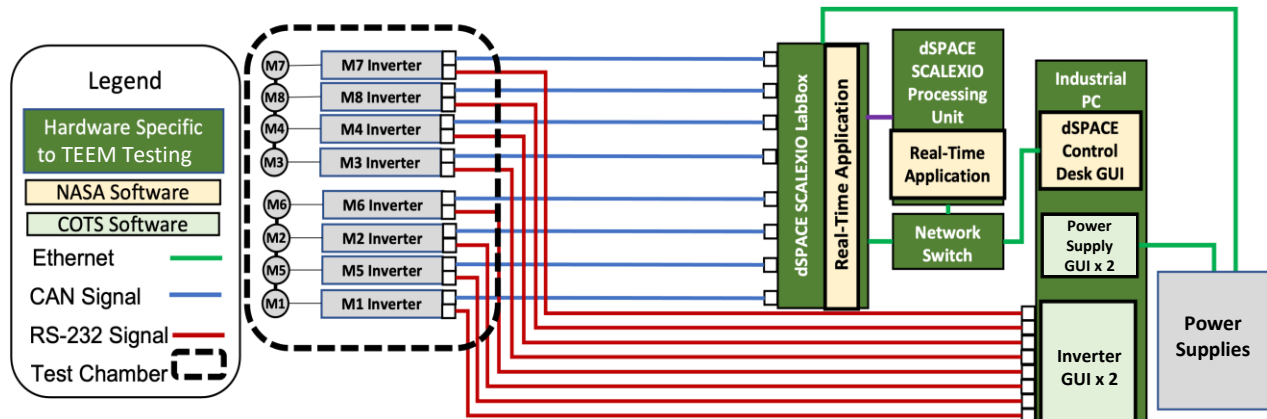 Legend
Hardware Specific
to TEEM Testing
NASA Software
COTS Software
Ethernet
CAN Signal
RS-232 Signal
Test Chamber
M7
M7 Inverter
M8
M8 Inverter
M4
M4 Inverter
M3
M3 Inverter
M6
M6 Inverter
M2
M2 Inverter
M5
M5 Inverter
M1
M1 Inverter
dSPACE SCALEXIO LabBox
Real-Time Application
dSPACE
SCALEXIO
Processing
Unit
Real-Time
Application
Network
Switch
Industrial
PC
dSPACE
Control
Desk GUI
Power
Supply
GUI x 2
Inverter
GUI x 2
Power
Supplies